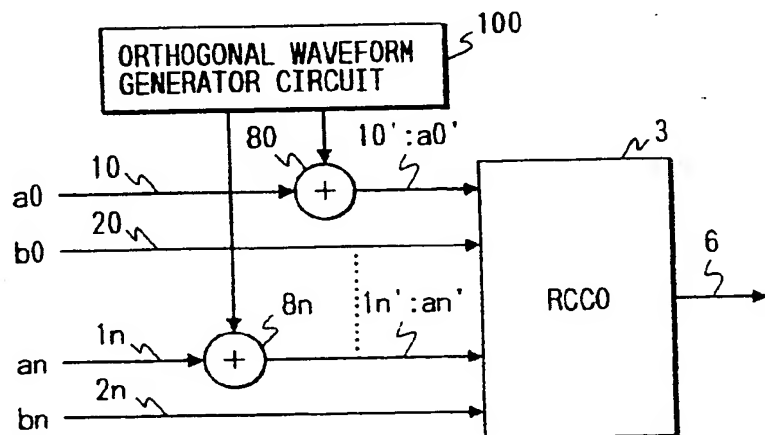 100
ORTHOGONAL WAVEFORM
GENERATOR CIRCUIT
80
10':a0'
3
10
a0
20
b0
RCCO
6
8n
1n':an'
1n
an
2n
bn
+
+